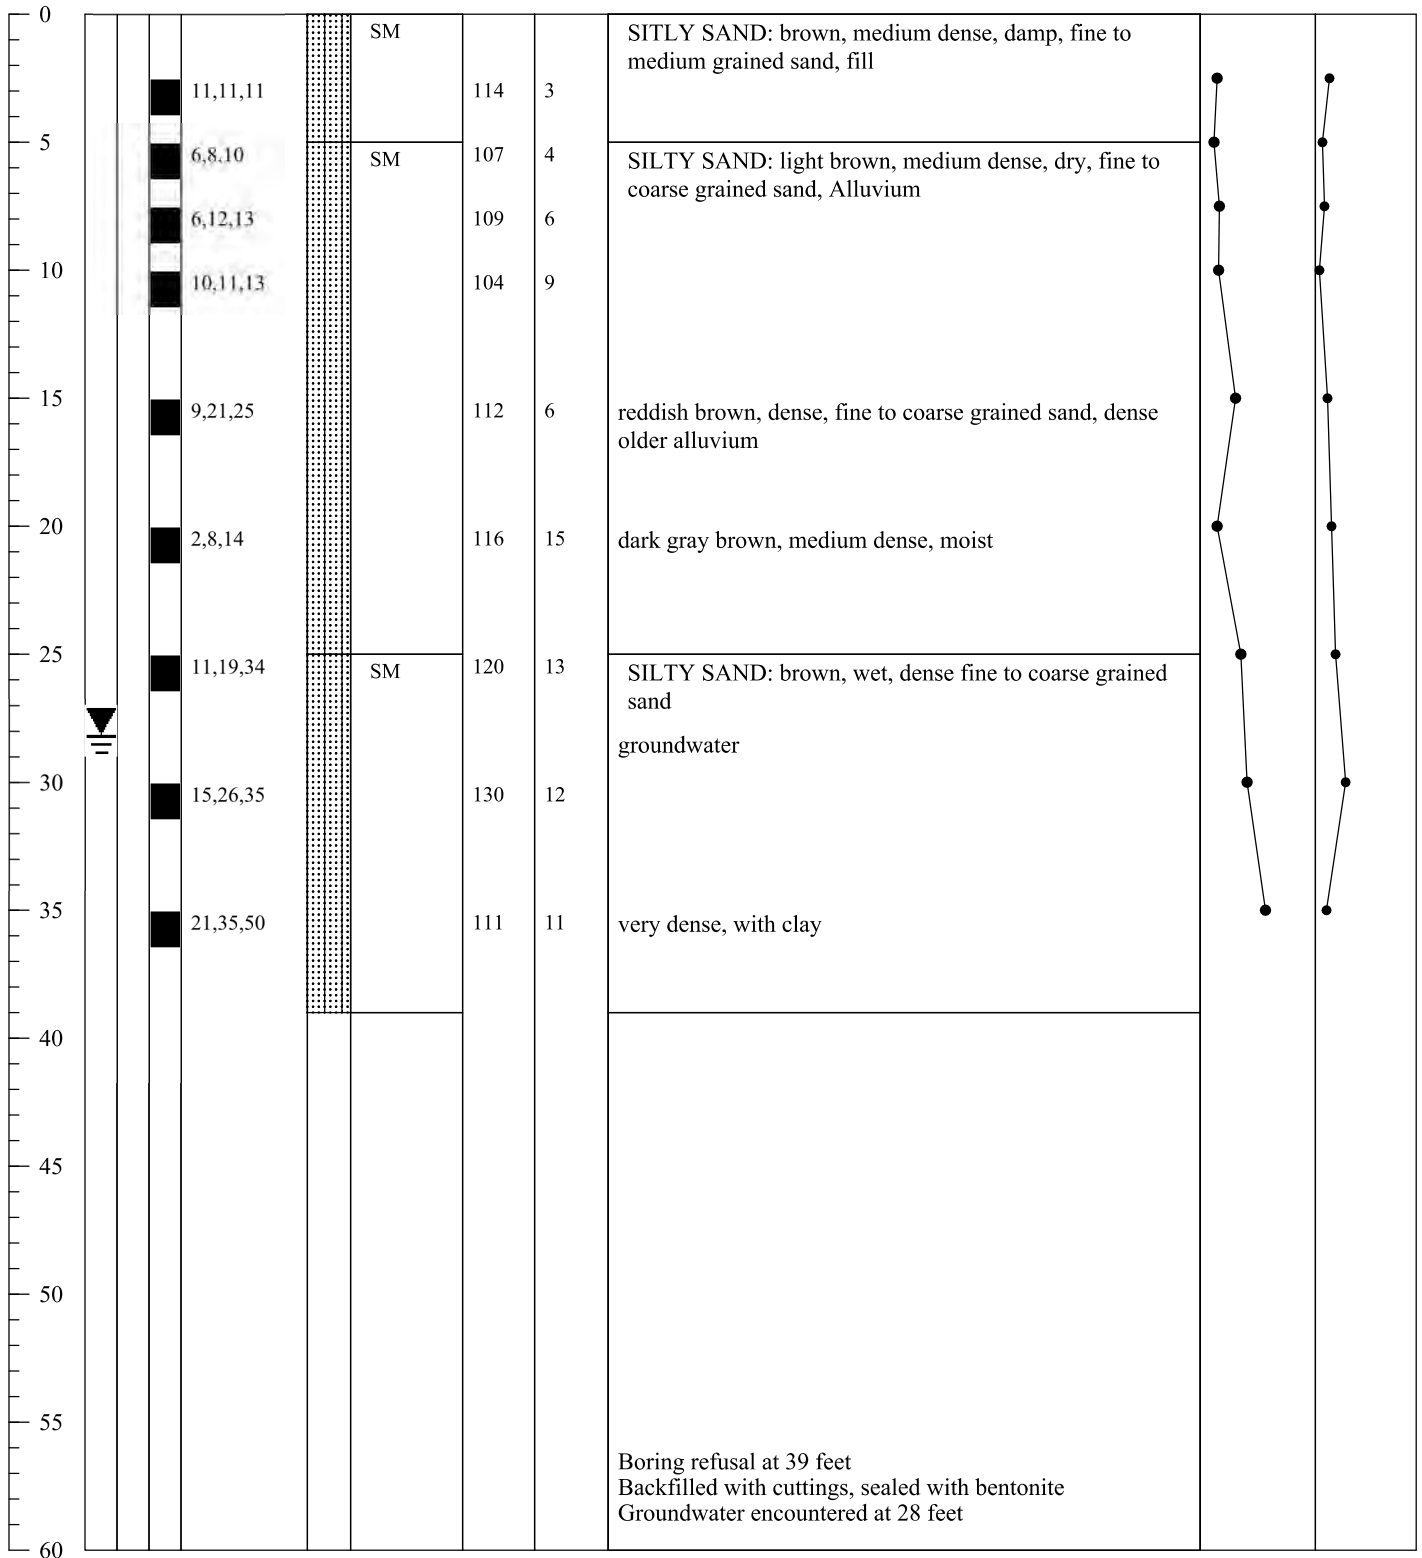 0
SM
SITLY SAND: brown, medium dense, damp, fine to
medium grained sand, fill
11,11,11
114
3
5
6,8,10
SM
107
4
SILTY SAND: light brown, medium dense, dry, fine to
coarse grained sand, Alluvium
6,12,13
109
6
10
10,11,13
104
9
15
9,21,25
112
6
reddish brown, dense, fine to coarse grained sand, dense
older alluvium
20
2,8,14
116
15
dark gray brown, medium dense, moist
25
11,19,34
SM
120
13
SILTY SAND: brown, wet, dense fine to coarse grained
sand
groundwater
30
15,26,35
130
12
35
21,35,50
111
11
very dense, with clay
40
45
50
55
Boring refusal at 39 feet
Backfilled with cuttings, sealed with bentonite
Groundwater encountered at 28 feet
60